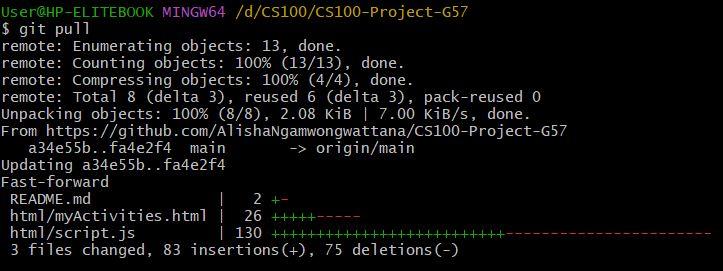 User@HP-ELITEBOOK MINGW64 /d/CS100/CS100-Project-G57
$ git pull
remote: Enumerating objects: 13, done.
remote: Counting objects: 100% (13/13), done.
remote: Compressing objects: 100% (4/4), done.
remote: Total 8 (delta 3), reused 6 (delta 3), pack-reused 0
Unpacking objects: 100% (8/8), 2.08 KiB | 7.00 KiB/s, done.
From https://github.com/AlishaNgamwongwattana/CS100-Project-G57
   a34e55b..fa4e2f4  main       -> origin/main
Updating a34e55b..fa4e2f4
Fast-forward
 README.md              |   2 +-
 html/myActivities.html |  26 +++++-----
 html/script.js         | 130 ++++++++++++++++++++++++++-----------------------
 3 files changed, 83 insertions(+), 75 deletions(-)